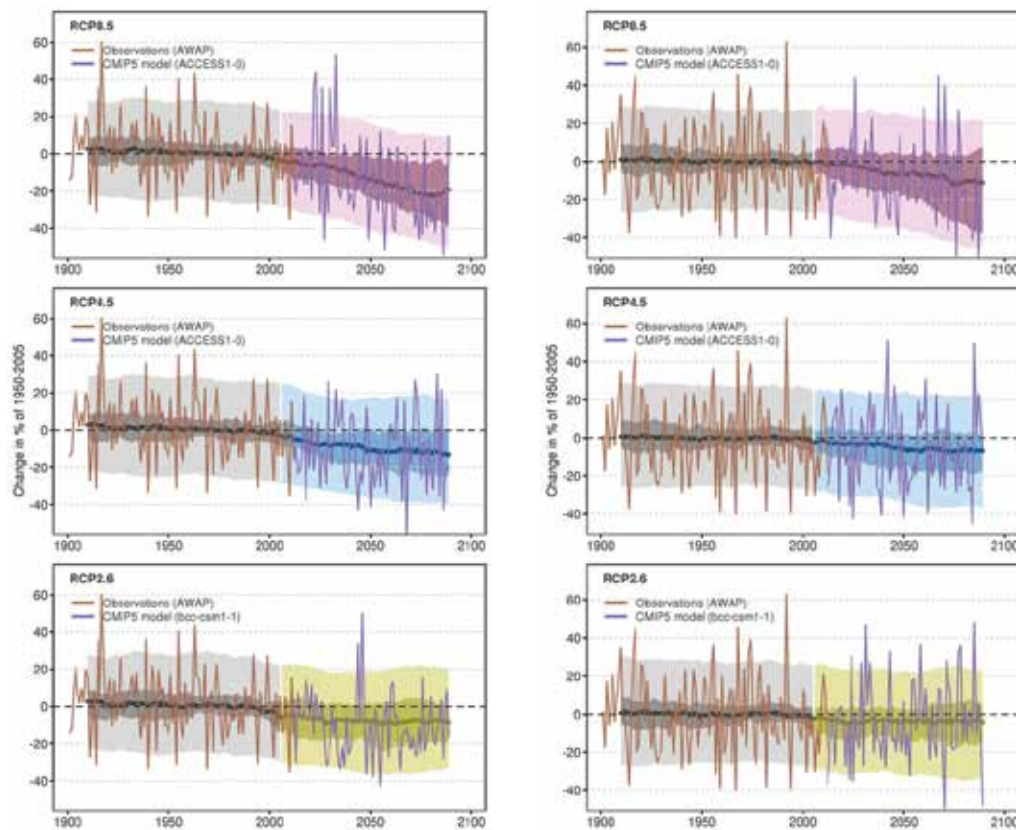 RCP8.5
Observations (AWAP)
CMIP5 model (ACCESS1-0)
60
40
20
0
-20
-40
1900 1950 2000 2050 2100
RCP8.5
Observations (AWAP)
CMIP5 model (ACCESS1-0)
60
40
20
0
-20
-40
1900 1950 2000 2050 2100
Change in % of 1950-2005
RCP4.5
Observations (AWAP)
CMIP5 model (ACCESS1-0)
60
40
20
0
-20
-40
1900 1950 2000 2050 2100
Change in % of 1950-2005
RCP4.5
Observations (AWAP)
CMIP5 model (ACCESS1-0)
60
40
20
0
-20
-40
1900 1950 2000 2050 2100
RCP2.6
Observations (AWAP)
CMIP5 model (bcc-csm1-1)
60
40
20
0
-20
-40
1900 1950 2000 2050 2100
RCP2.6
Observations (AWAP)
CMIP5 model (bcc-csm1-1)
60
40
20
0
-20
-40
1900 1950 2000 2050 2100